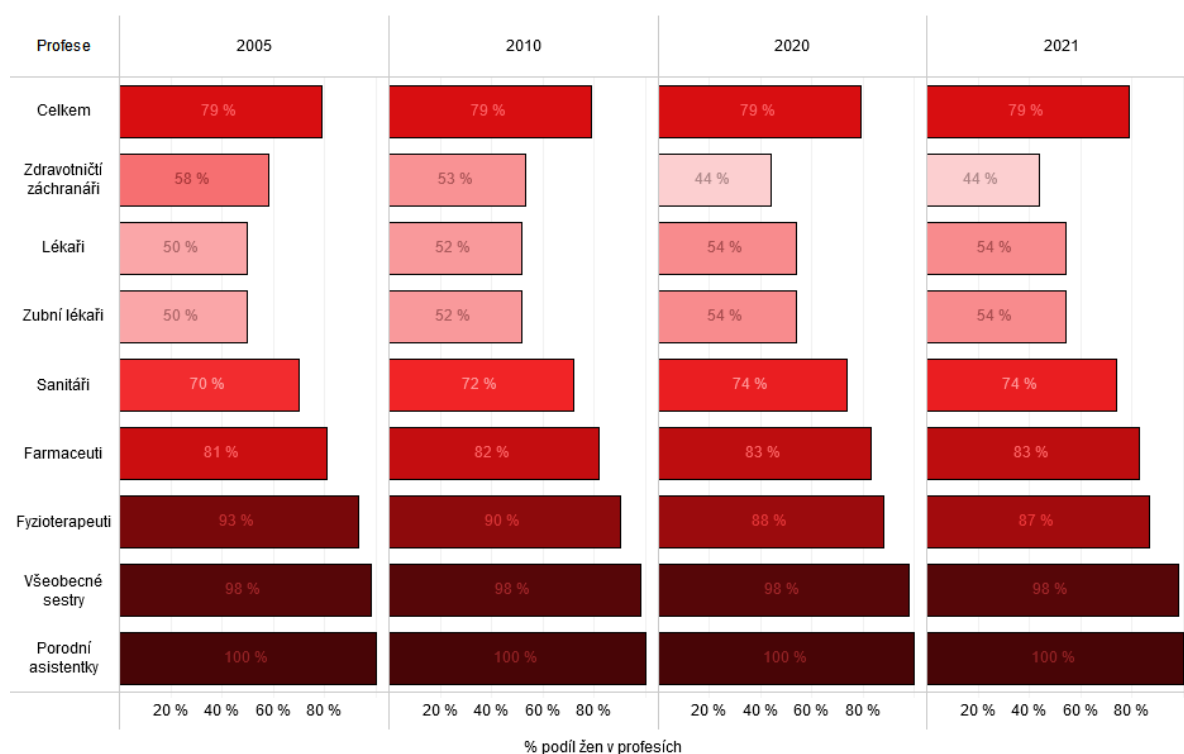 Profese 2005 2010 2020 2021
Celkem 79 % 79 % 79 % 79 %
Zdravotničtí
záchranáři 58 % 53 % 44 % 44 %
Lékaři 50 % 52 % 54 % 54 %
Zubní lékaři 50 % 52 % 54 % 54 %
Sanitáři 70 % 72 % 74 % 74 %
Farmaceuti 81 % 82 % 83 % 83 %
Fyzioterapeuti 93 % 90 % 88 % 87 %
Všeobecné
sestry 98 % 98 % 98 % 98 %
Porodní
asistentky 100 % 100 % 100 % 100 %
20 % 40 % 60 % 80 % 20 % 40 % 60 % 80 % 20 % 40 % 60 % 80 % 20 % 40 % 60 % 80 %
% podíl žen v profesích